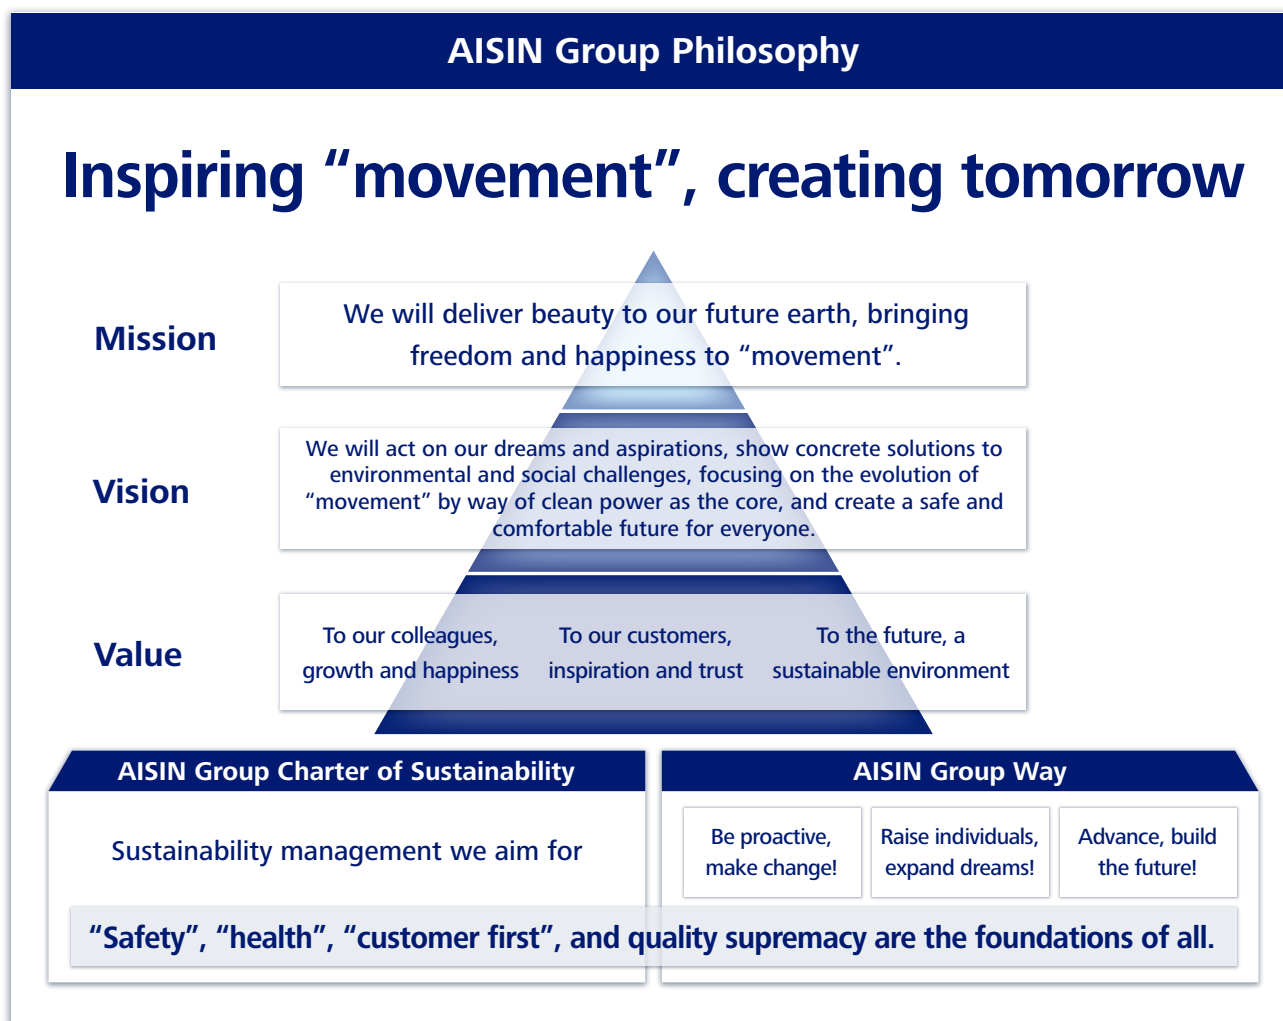 AISIN Group Philosophy
Inspiring “movement”, creating tomorrow
Mission
We will deliver beauty to our future earth, bringing
freedom and happiness to “movement”.
Vision
We will act on our dreams and aspirations, show concrete solutions to
environmental and social challenges, focusing on the evolution of
“movement” by way of clean power as the core, and create a safe and
comfortable future for everyone.
Value
To our colleagues,
growth and happiness
To our customers,
inspiration and trust
To the future, a
sustainable environment
AISIN Group Charter of Sustainability
Sustainability management we aim for
AISIN Group Way
Be proactive,
make change!
Raise individuals,
expand dreams!
Advance, build
the future!
“Safety”, “health”, “customer first”, and quality supremacy are the foundations of all.